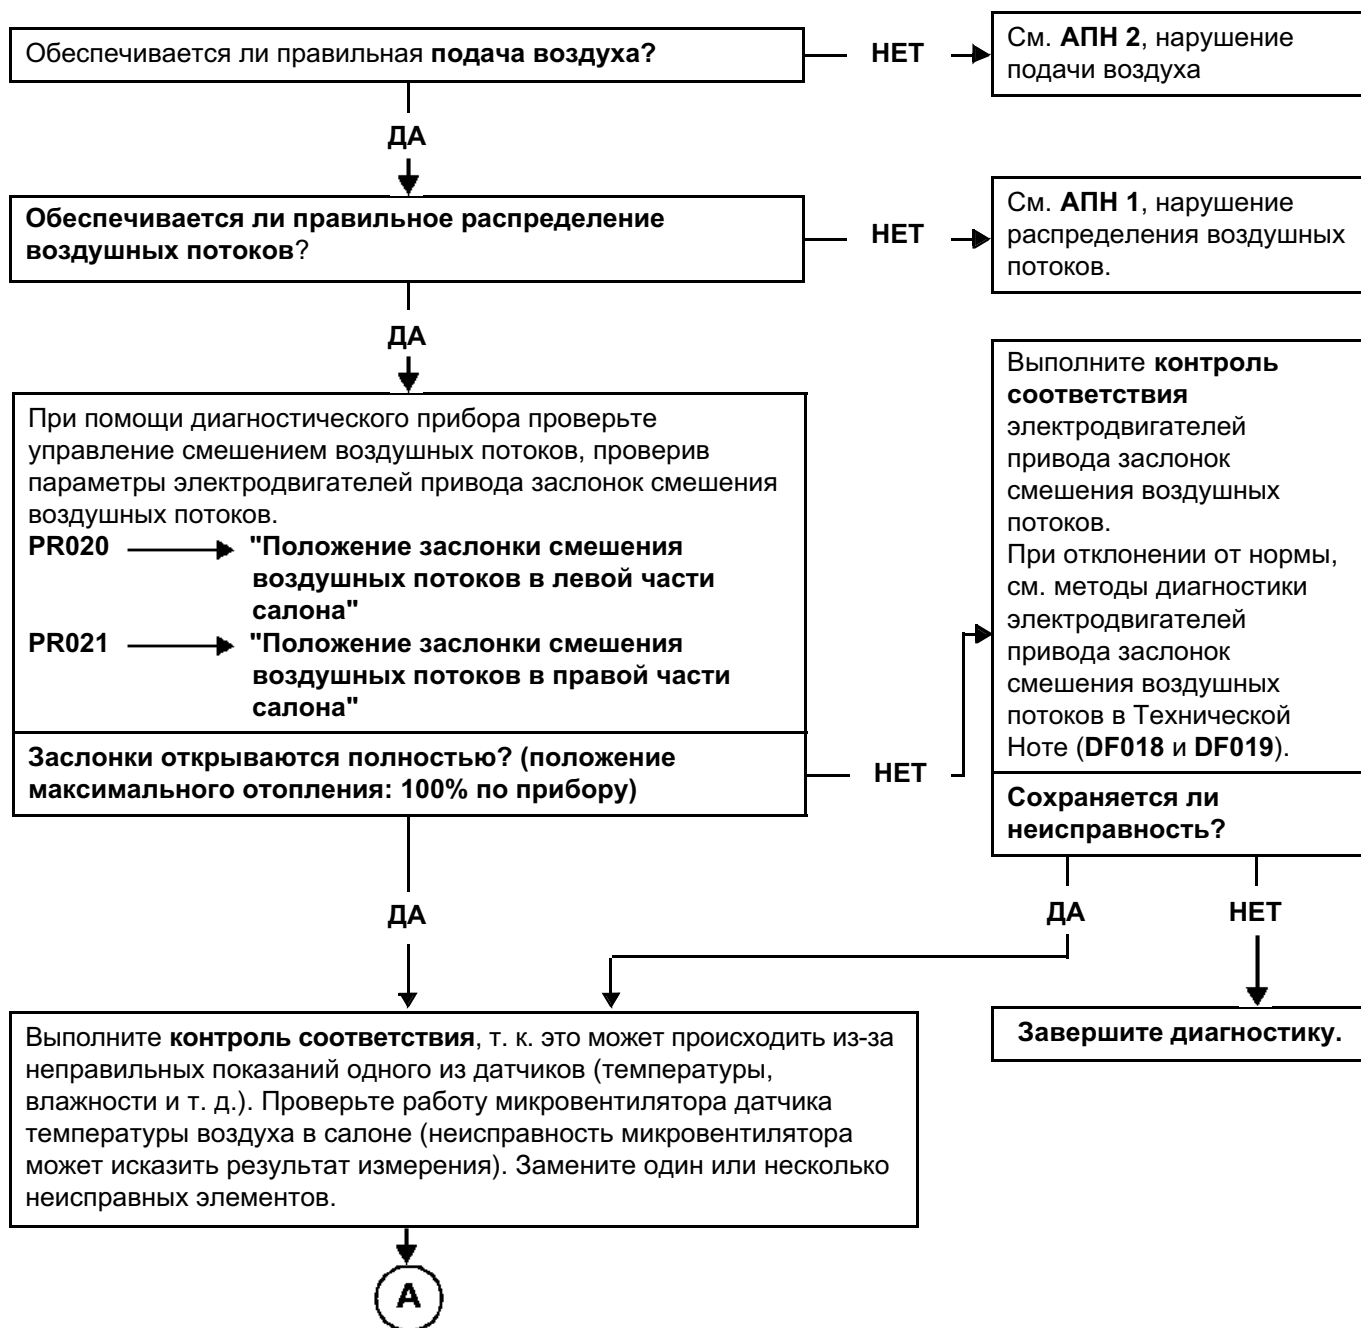 Обеспечивается ли правильная подача воздуха?
НЕТ
См. АПН 2, нарушение
подачи воздуха
ДА
Обеспечивается ли правильное распределение
воздушных потоков?
НЕТ
См. АПН 1, нарушение
распределения воздушных
потоков.
ДА
При помощи диагностического прибора проверьте
управление смешением воздушных потоков, проверив
параметры электродвигателей привода заслонок смешения
воздушных потоков.
PR020 "Положение заслонки смешения
воздушных потоков в левой части
салона"
PR021 "Положение заслонки смешения
воздушных потоков в правой части
салона"
Заслонки открываются полностью? (положение
максимального отопления: 100% по прибору)
НЕТ
Выполните контроль
соответствия
электродвигателей
привода заслонок
смешения воздушных
потоков.
При отклонении от нормы,
см. методы диагностики
электродвигателей
привода заслонок
смешения воздушных
потоков в Технической
Ноте (DF018 и DF019).
Сохраняется ли
неисправность?
ДА
ДА
НЕТ
Завершите диагностику.
Выполните контроль соответствия, т. к. это может происходить из-за
неправильных показаний одного из датчиков (температуры,
влажности и т. д.). Проверьте работу микровентилятора датчика
температуры воздуха в салоне (неисправность микровентилятора
может исказить результат измерения). Замените один или несколько
неисправных элементов.
А